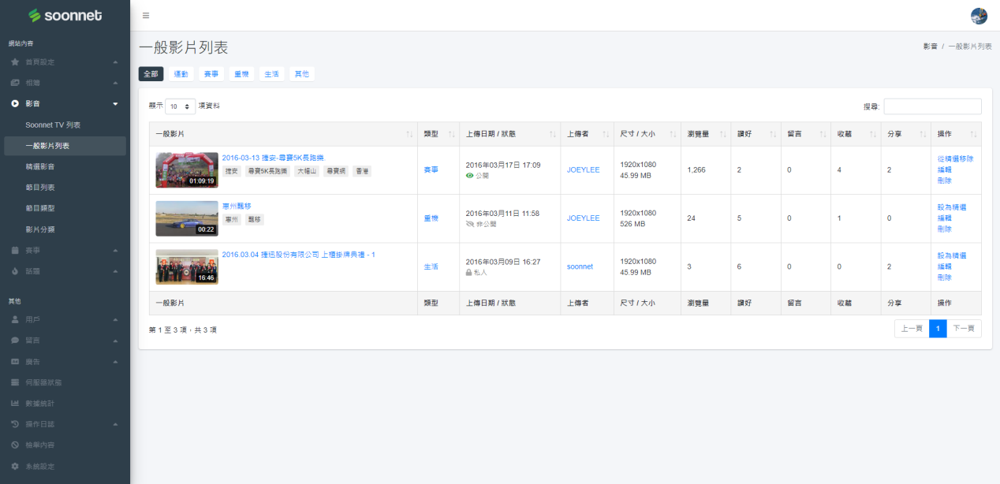 soonnet
網站內容
首頁設定
相簿
影音
Soonnet TV 列表
一般影片列表
精選影音
節目列表
節目類型
影片分類
賽事
話題
其他
用戶
留言
廣告
伺服器狀態
數據統計
操作日誌
檢舉內容
系統設定
一般影片列表
影音 / 一般影片列表
全部 運動 賽事 重機 生活 其他
顯示 10 項資料
搜尋:
一般影片 類型 上傳日期 / 狀態 上傳者 尺寸 / 大小 瀏覽量 讚好 留言 收藏 分享 操作
01:09:19
2016-03-13 捷安-尋寶5K長跑樂
捷安 尋寶5K長跑樂 大帽山 尋寶網 香港
賽事
2016年03月17日 17:09
公開
JOEYLEE
1920x1080
45.99 MB
1,266 2 0 4 2
從精選移除
編輯
刪除
00:22
惠州飄移
惠州 飄移
重機
2016年03月11日 11:58
非公開
JOEYLEE
1920x1080
526 MB
24 5 0 1 0
設為精選
編輯
刪除
16:46
2016.03.04 捷迅股份有限公司 上櫃掛牌典禮 - 1
生活
2016年03月09日 16:27
私人
soonnet
1920x1080
45.99 MB
3 6 0 0 2
設為精選
編輯
刪除
一般影片 類型 上傳日期 / 狀態 上傳者 尺寸 / 大小 瀏覽量 讚好 留言 收藏 分享 操作
第 1 至 3 項，共 3 項
上一頁 1 下一頁